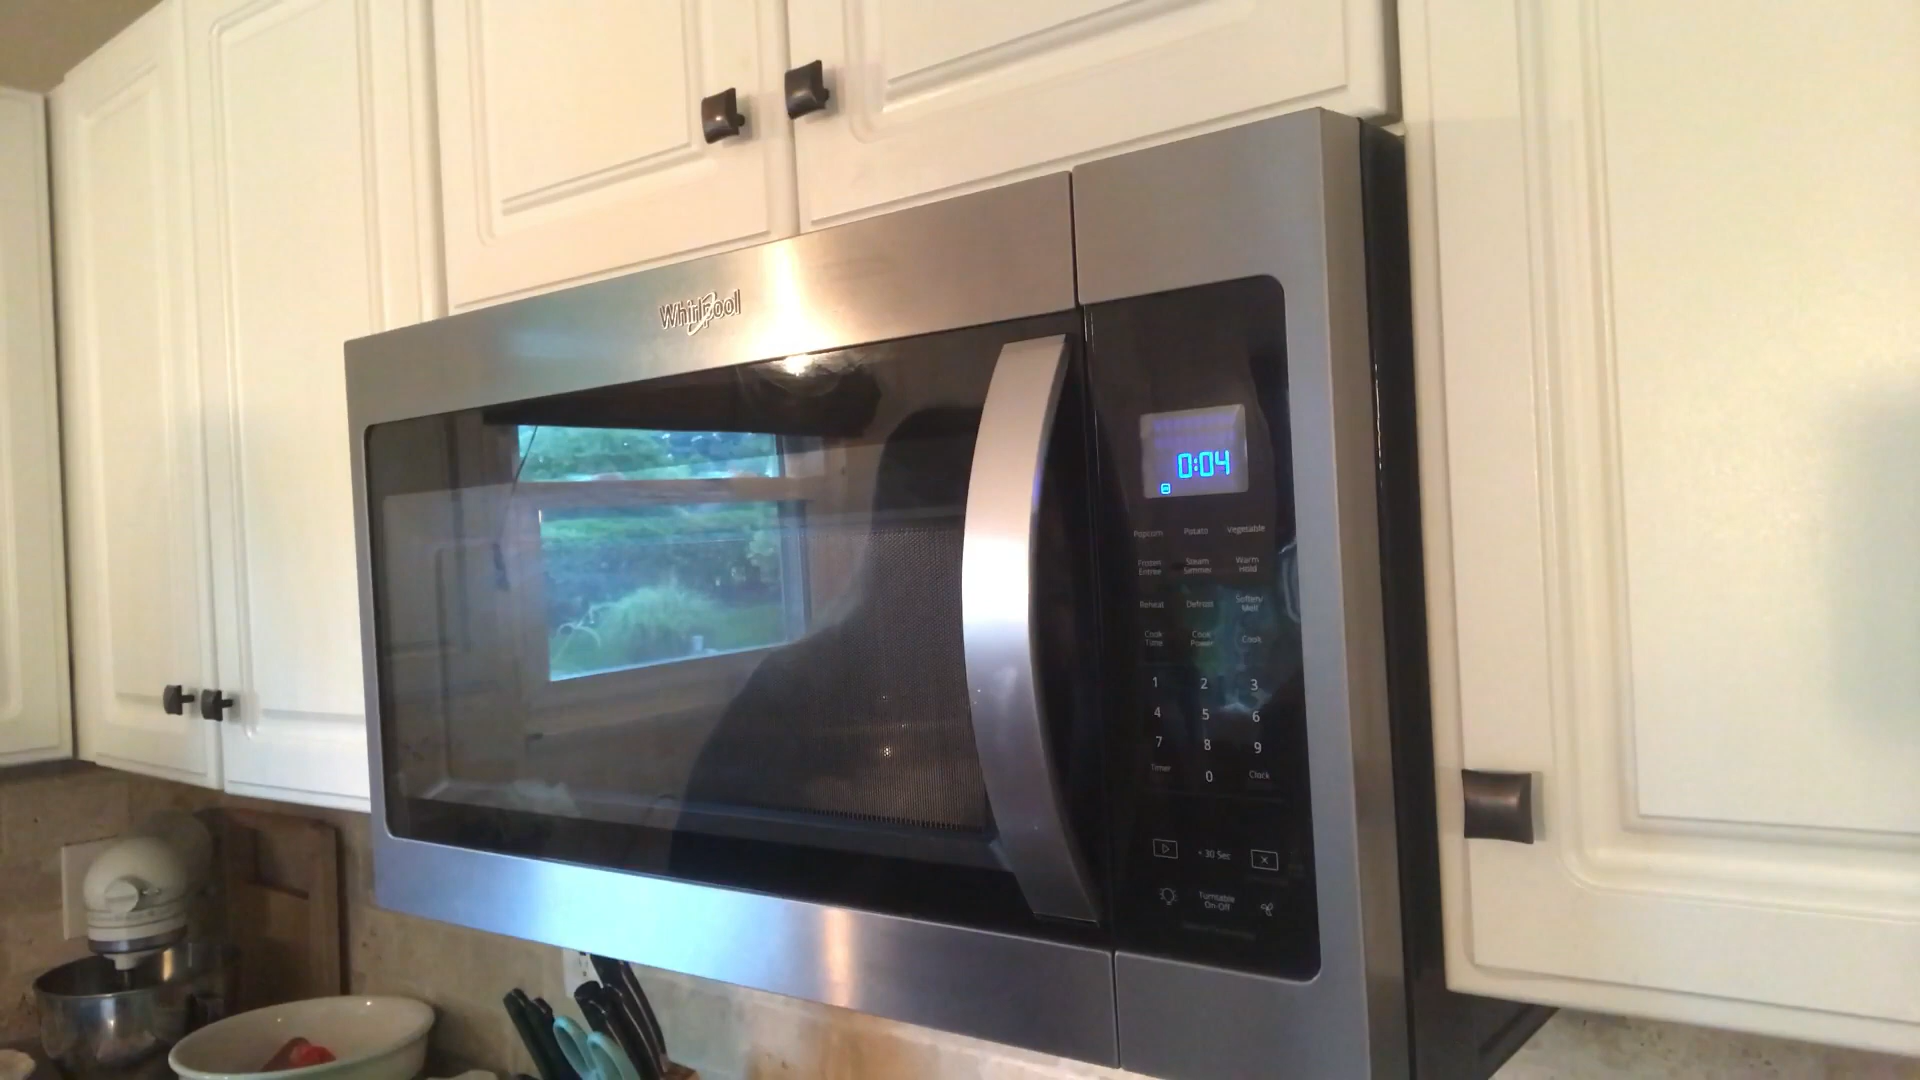 Whirlpool
0:04
Popcorn Potato Vegetable
Frozen Entree Steam Simmer Warm Hold
Reheat Defrost Soften/Melt
Cook Time Cook Power Cook
1 2 3
4 5 6
7 8 9
Timer 0 Clock
+30 Sec
Turntable On-Off